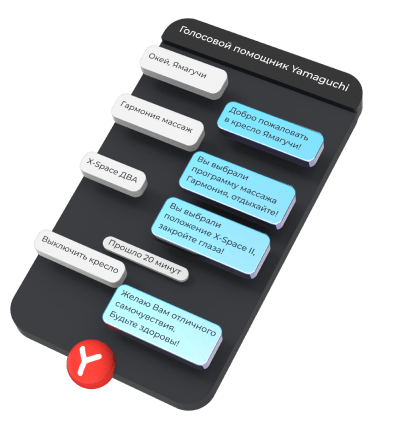 Голосовой помощник Yamaguchi
Окей, Ямагучи
Добро пожаловать
в кресло Ямагучи!
Гармония массаж
Вы выбрали
программу массажа
Гармония, отдыхайте!
X-Space ДВА
Вы выбрали
положение X-Space II,
закройте глаза!
Прошло 20 минут
Выключить кресло
Желаю Вам отличного
самочувствия.
Будьте здоровы!